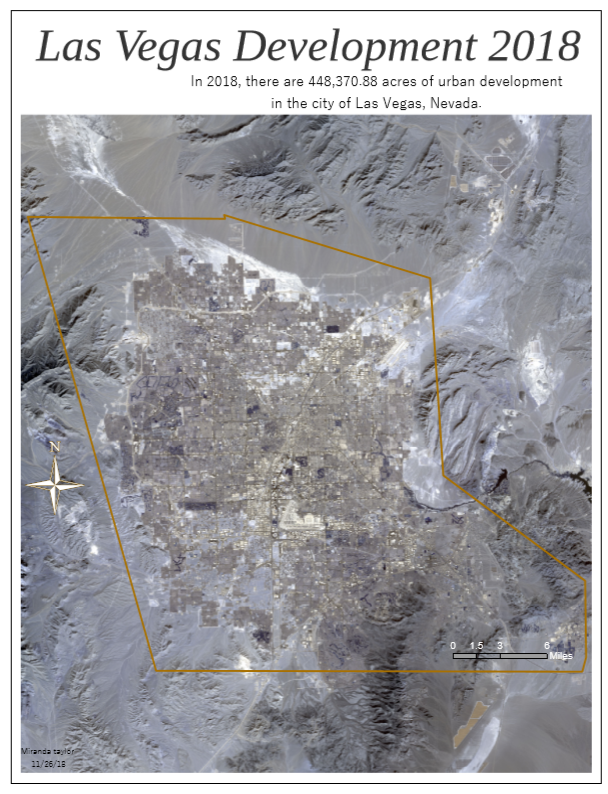 Las Vegas Development 2018
In 2018, there are 448,370.88 acres of urban development
in the city of Las Vegas, Nevada.
N
0 1.5 3 6
Miles
Miranda taylor
11/26/18